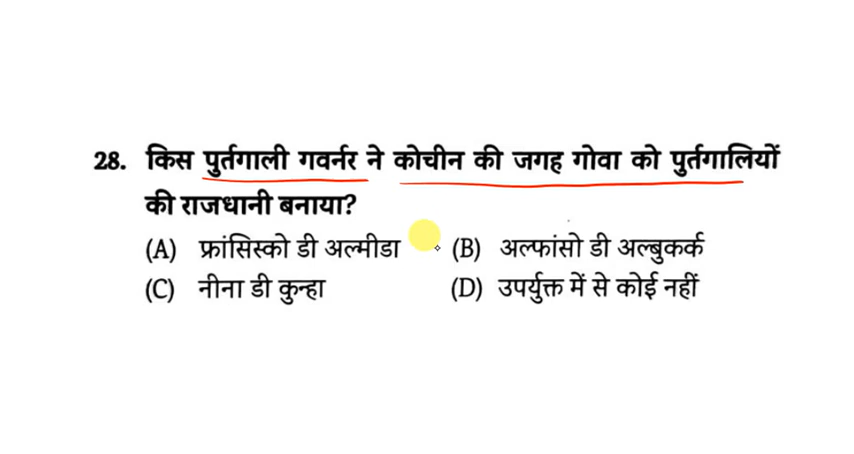 28. किस पुर्तगाली गवर्नर ने कोचीन की जगह गोवा को पुर्तगालियों
की राजधानी बनाया?
(A) फ्रांसिस्को डी अल्मीडा (B) अल्फांसो डी अल्बुकर्क
(C) नीना डी कुन्हा (D) उपर्युक्त में से कोई नहीं